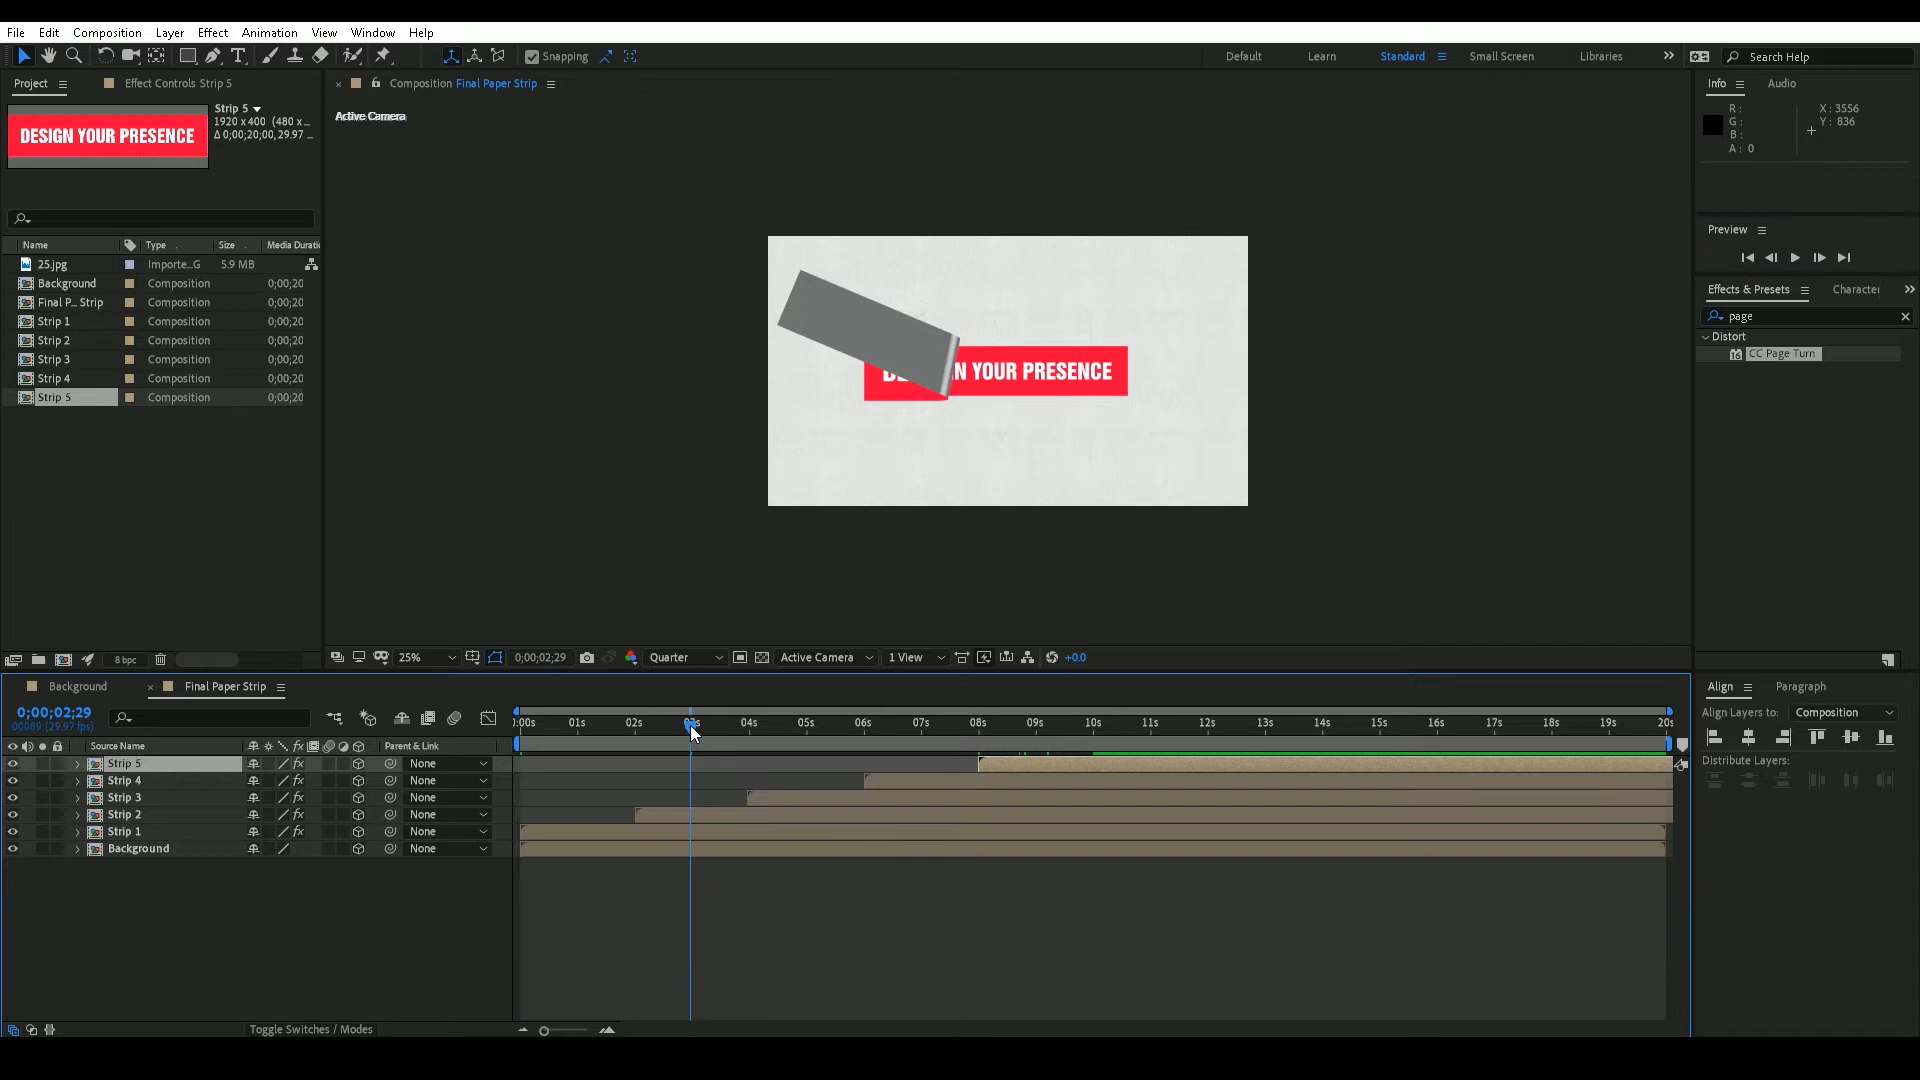 File Edit Composition Layer Effect Animation View Window Help
Snapping Default Learn Standard Small Screen Libraries » Search Help
Project Effect Controls Strip 5
DESIGN YOUR PRESENCE
Strip 5
1920 x 400 (480 x ...
Δ 0;00;20;00, 29.97 ...
Name Type Size Media Duratic
25.jpg Importe...G 5.9 MB
Background Composition 0;00;20
Final P... Strip Composition 0;00;20
Strip 1 Composition 0;00;20
Strip 2 Composition 0;00;20
Strip 3 Composition 0;00;20
Strip 4 Composition 0;00;20
Strip 5 Composition 0;00;20
8 bpc
Composition Final Paper Strip
Active Camera
N YOUR PRESENCE
25% 0;00;02;29 Quarter Active Camera 1 View +0.0
Info Audio
R : X : 3556
G : Y : 836
B :
A : 0
Preview
Effects & Presets Character »
page
Distort
CC Page Turn
Background Final Paper Strip
0;00;02;29
00089 (29.97 fps)
Source Name Parent & Link
Strip 5 None
Strip 4 None
Strip 3 None
Strip 2 None
Strip 1 None
Background None
Toggle Switches / Modes
):00s 01s 02s 03s 04s 05s 06s 07s 08s 09s 10s 11s 12s 13s 14s 15s 16s 17s 18s 19s 20s
Align Paragraph
Align Layers to: Composition
Distribute Layers: